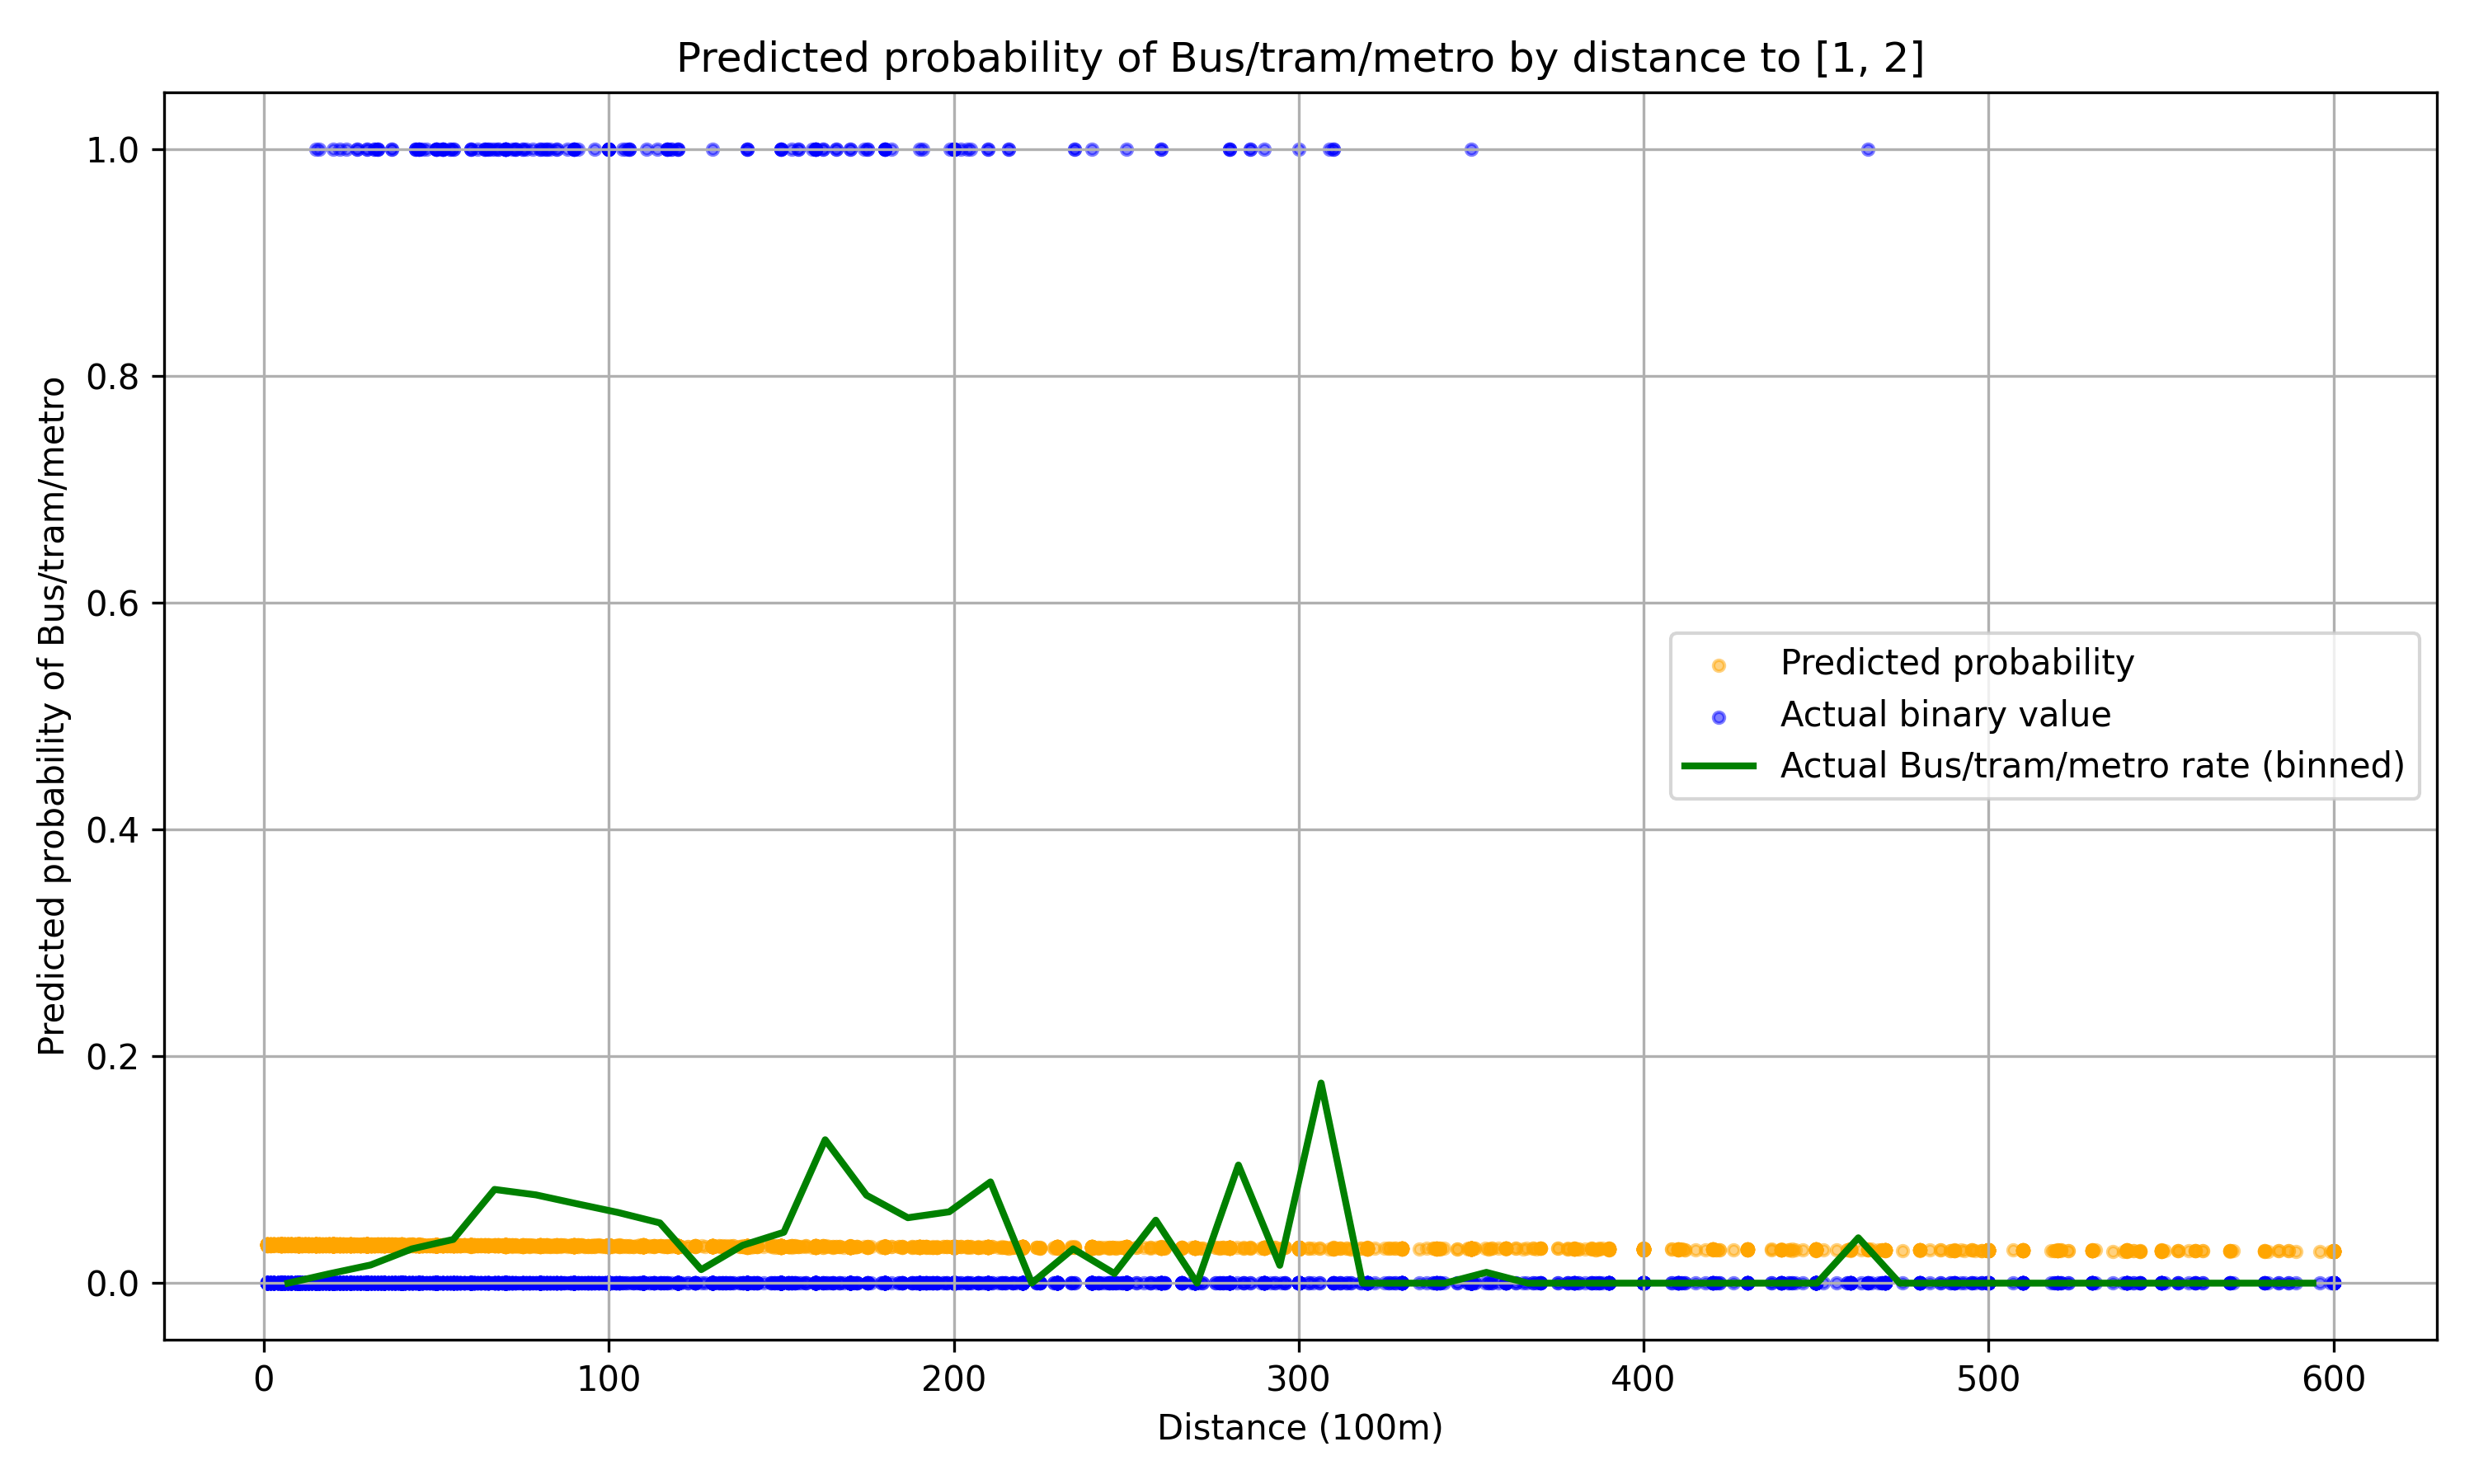 Predicted probability of Bus/tram/metro by distance to [1, 2]
Predicted probability of Bus/tram/metro
1.0
0.8
0.6
0.4
0.2
0.0
Predicted probability
Actual binary value
Actual Bus/tram/metro rate (binned)
0 100 200 300 400 500 600
Distance (100m)